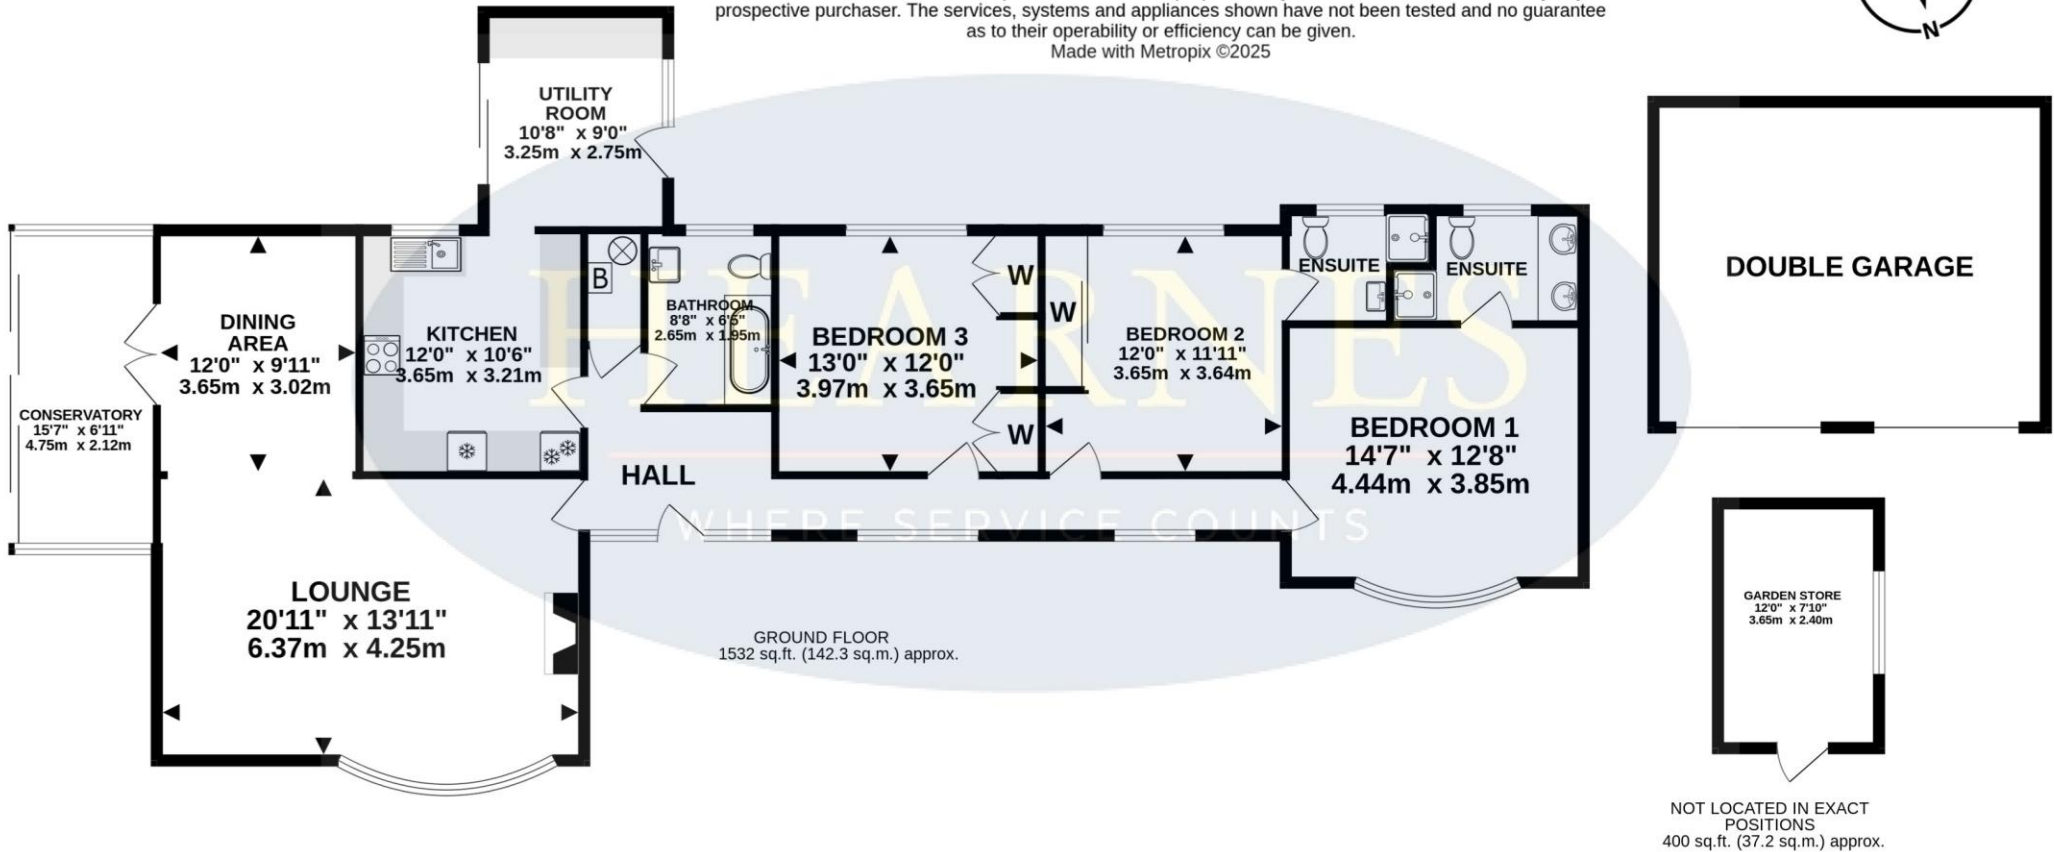 prospective purchaser. The services, systems and appliances shown have not been tested and no guarantee
as to their operability or efficiency can be given.
Made with Metropix ©2025
N
UTILITY
ROOM
10'8" x 9'0"
3.25m x 2.75m
DINING
AREA
12'0" x 9'11"
3.65m x 3.02m
KITCHEN
12'0" x 10'6"
3.65m x 3.21m
B
BATHROOM
8'8" x 6'5"
2.65m x 1.95m
BEDROOM 3
13'0" x 12'0"
3.97m x 3.65m
W
W
W
BEDROOM 2
12'0" x 11'11"
3.65m x 3.64m
ENSUITE
ENSUITE
BEDROOM 1
14'7" x 12'8"
4.44m x 3.85m
DOUBLE GARAGE
CONSERVATORY
15'7" x 6'11"
4.75m x 2.12m
HALL
HEARNES
WHERE SERVICE COUNTS
LOUNGE
20'11" x 13'11"
6.37m x 4.25m
GROUND FLOOR
1532 sq.ft. (142.3 sq.m.) approx.
GARDEN STORE
12'0" x 7'10"
3.65m x 2.40m
NOT LOCATED IN EXACT
POSITIONS
400 sq.ft. (37.2 sq.m.) approx.